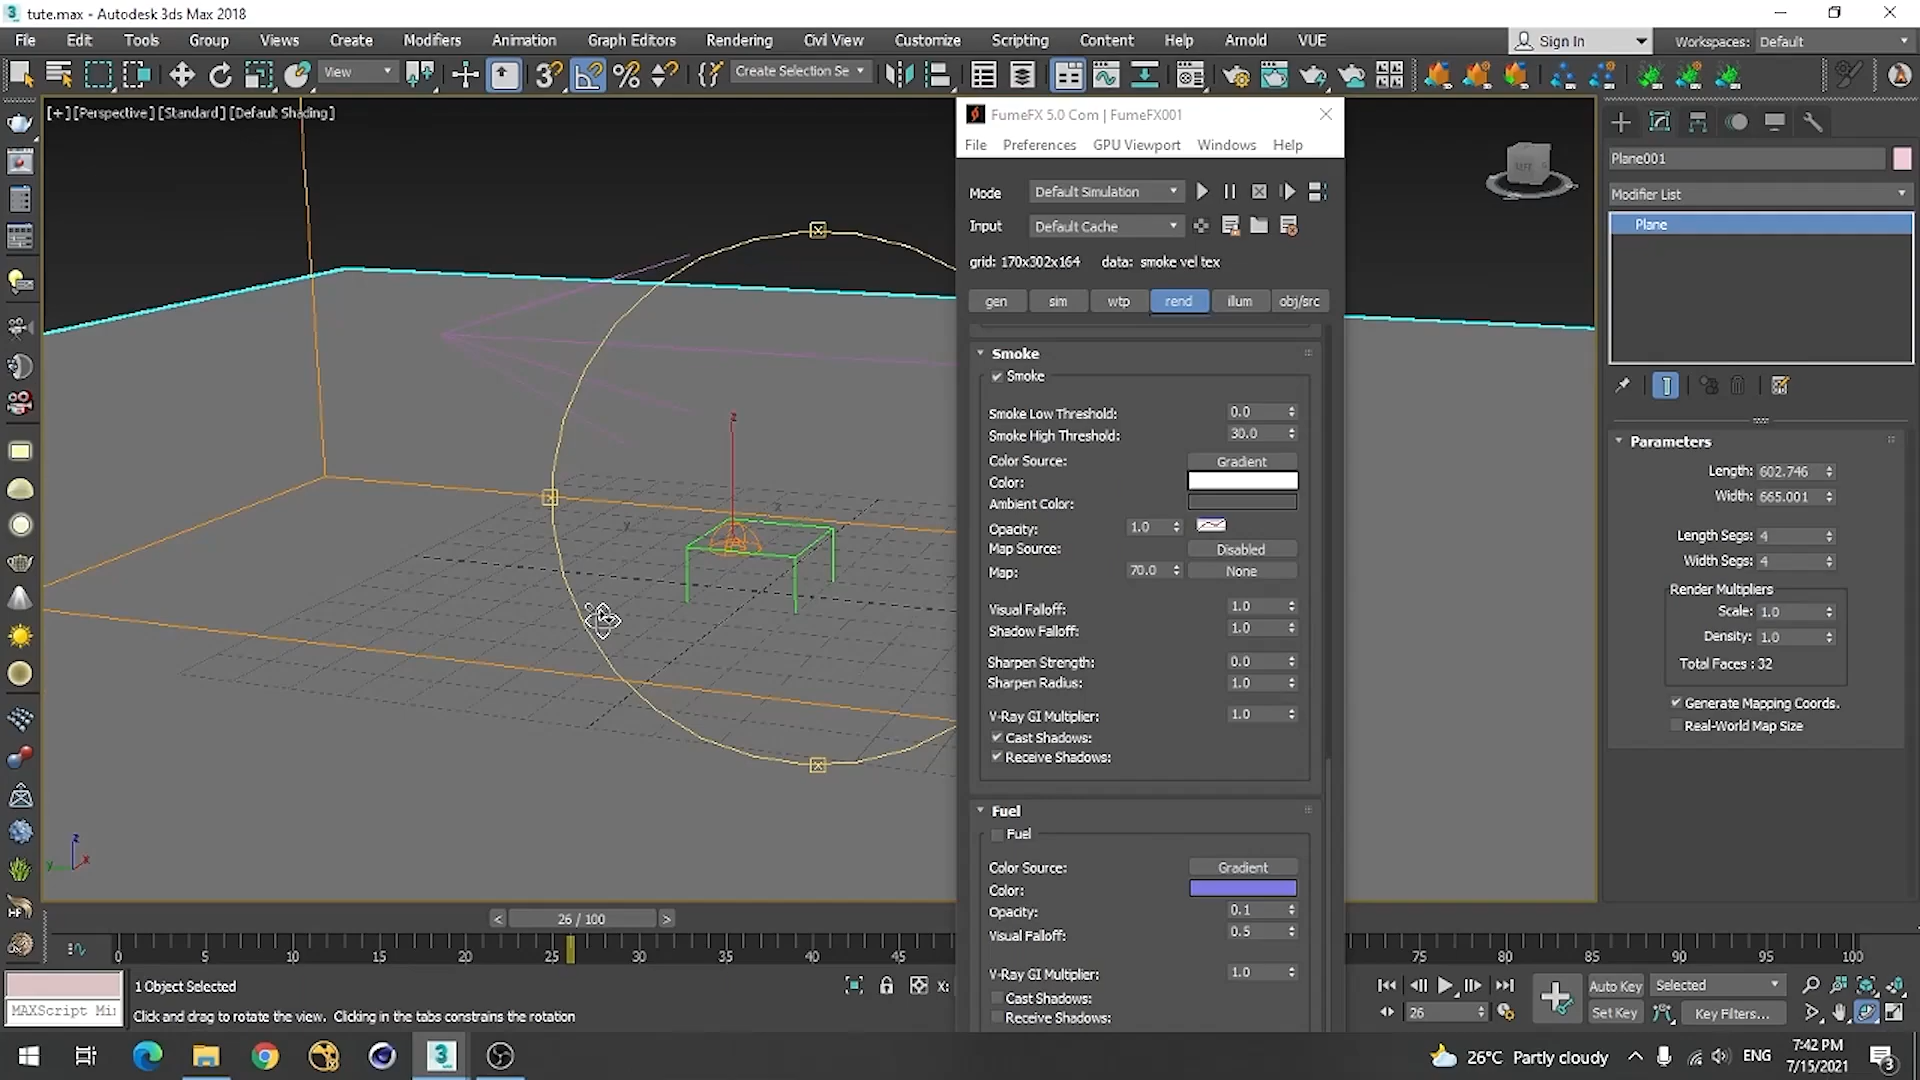 tute.max - Autodesk 3ds Max 2018
File Edit Tools Group Views Create Modifiers Animation Graph Editors Rendering Civil View Customize Scripting Content Help Arnold VUE
Sign In
Workspaces: Default
View
Create Selection Se
[+] [Perspective] [Standard] [Default Shading]
FumeFX 5.0 Com | FumeFX001
File Preferences GPU Viewport Windows Help
Mode Default Simulation
Input Default Cache
grid: 170x302x164 data: smoke vel tex
gen sim wtp rend illum obj/src
Smoke
Smoke
Smoke Low Threshold: 0.0
Smoke High Threshold: 30.0
Color Source: Gradient
Color:
Ambient Color:
Opacity: 1.0
Map Source: Disabled
Map: 70.0 None
Visual Falloff: 1.0
Shadow Falloff: 1.0
Sharpen Strength: 0.0
Sharpen Radius: 1.0
V-Ray GI Multiplier: 1.0
Cast Shadows:
Receive Shadows:
Fuel
Fuel
Color Source: Gradient
Color:
Opacity: 0.1
Visual Falloff: 0.5
V-Ray GI Multiplier: 1.0
Cast Shadows:
Receive Shadows:
Plane001
Modifier List
Plane
Parameters
Length: 602.746
Width: 665.001
Length Segs: 4
Width Segs: 4
Render Multipliers
Scale: 1.0
Density: 1.0
Total Faces : 32
Generate Mapping Coords.
Real-World Map Size
z
y
x
z
y
x
< 26 / 100 >
0 5 10 15 20 25 30 35 40 45 75 80 85 90 95 100
1 Object Selected
X:
MAXScript Mi
Click and drag to rotate the view. Clicking in the tabs constrains the rotation
Auto Key Selected
26
Set Key Key Filters...
26°C Partly cloudy
ENG
7:42 PM
7/15/2021
3